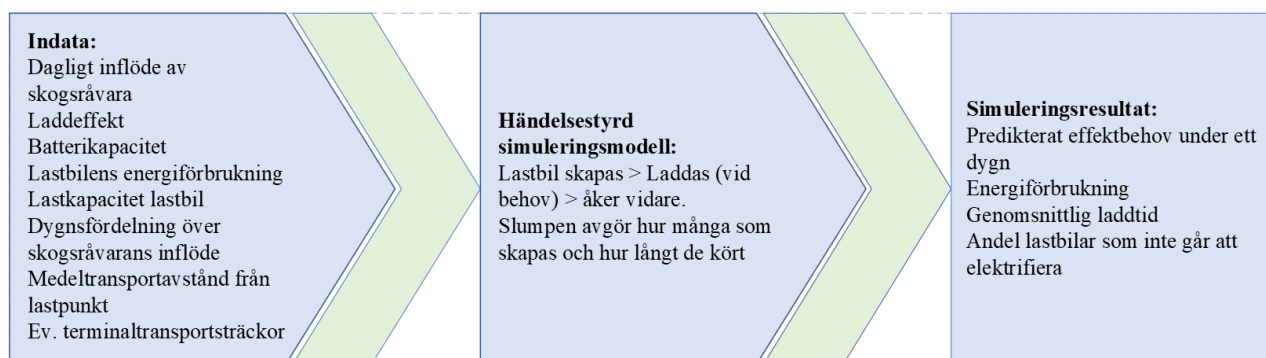 Indata:
Dagligt inflöde av
skogsråvara
Laddeffekt
Batterikapacitet
Lastbilens energiförbrukning
Lastkapacitet lastbil
Dygnsfördelning över
skogsråvarans inflöde
Medeltransportavstånd från
lastpunkt
Ev. terminaltransportsträckor
Händelsestyrd
simuleringsmodell:
Lastbil skapas > Laddas (vid
behov) > åker vidare.
Slumpen avgör hur många som
skapas och hur långt de kört
Simuleringsresultat:
Predikterat effektbehov under ett
dygn
Energiförbrukning
Genomsnittlig laddtid
Andel lastbilar som inte går att
elektrifiera